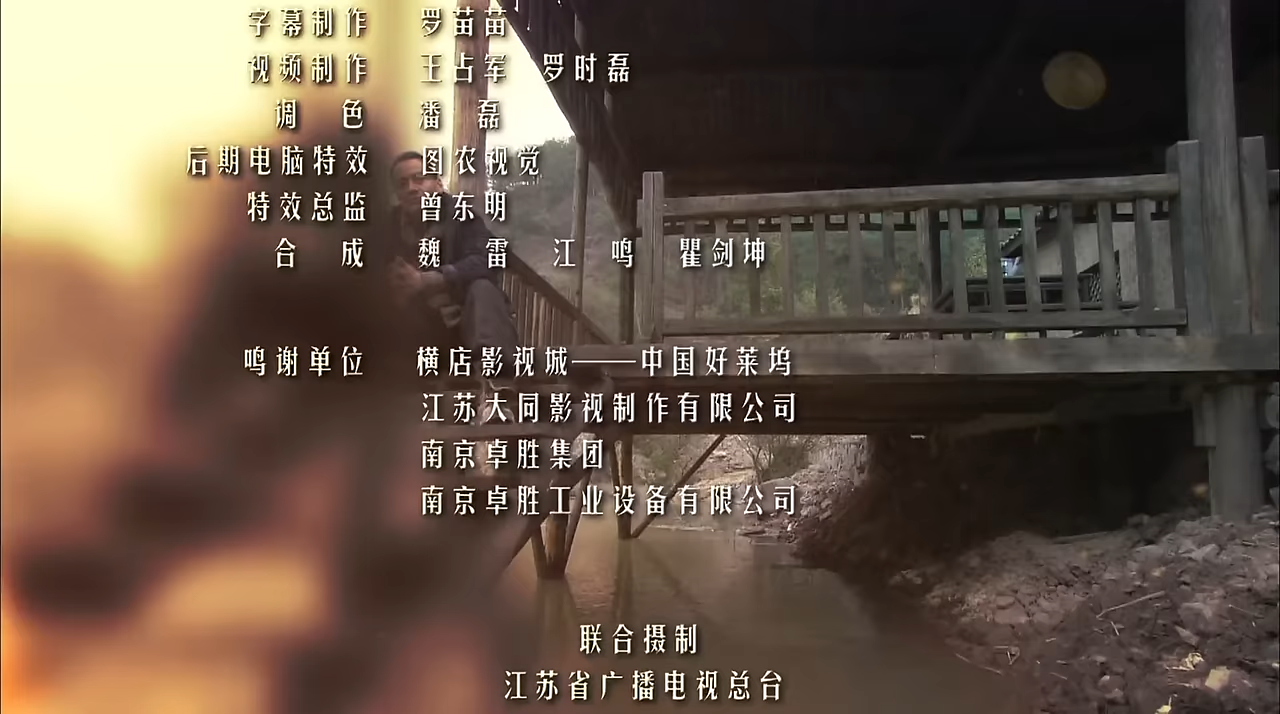 字幕制作 罗苗苗
视频制作 王占军 罗时磊
调色 潘磊
后期电脑特效 图农视觉
特效总监 曾东明
合成 魏雷 江鸣 瞿剑坤
鸣谢单位 横店影视城——中国好莱坞
江苏大同影视制作有限公司
南京卓胜集团
南京卓胜工业设备有限公司
联合摄制
江苏省广播电视总台